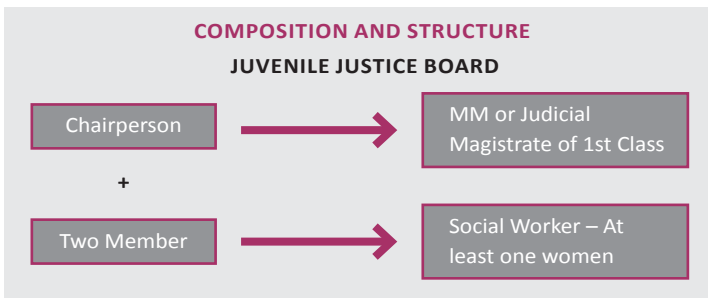 COMPOSITION AND STRUCTURE
JUVENILE JUSTICE BOARD
Chairperson
MM or Judicial
Magistrate of 1st Class
+
Two Member
Social Worker – At
least one women